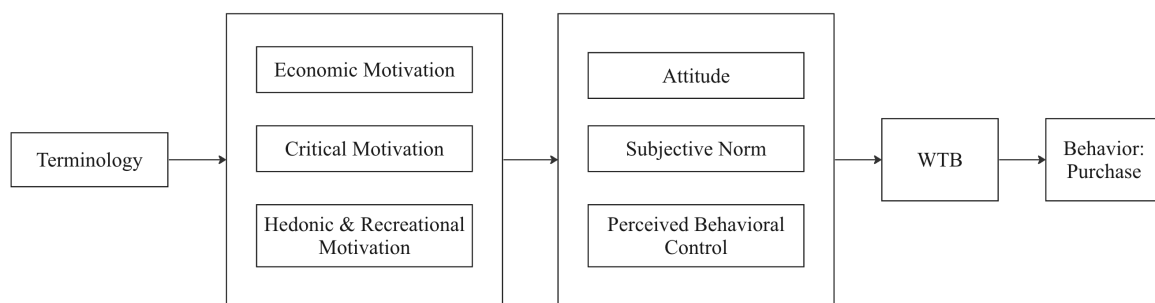 Terminology
Economic Motivation
Critical Motivation
Hedonic & Recreational
Motivation
Attitude
Subjective Norm
Perceived Behavioral
Control
WTB
Behavior:
Purchase